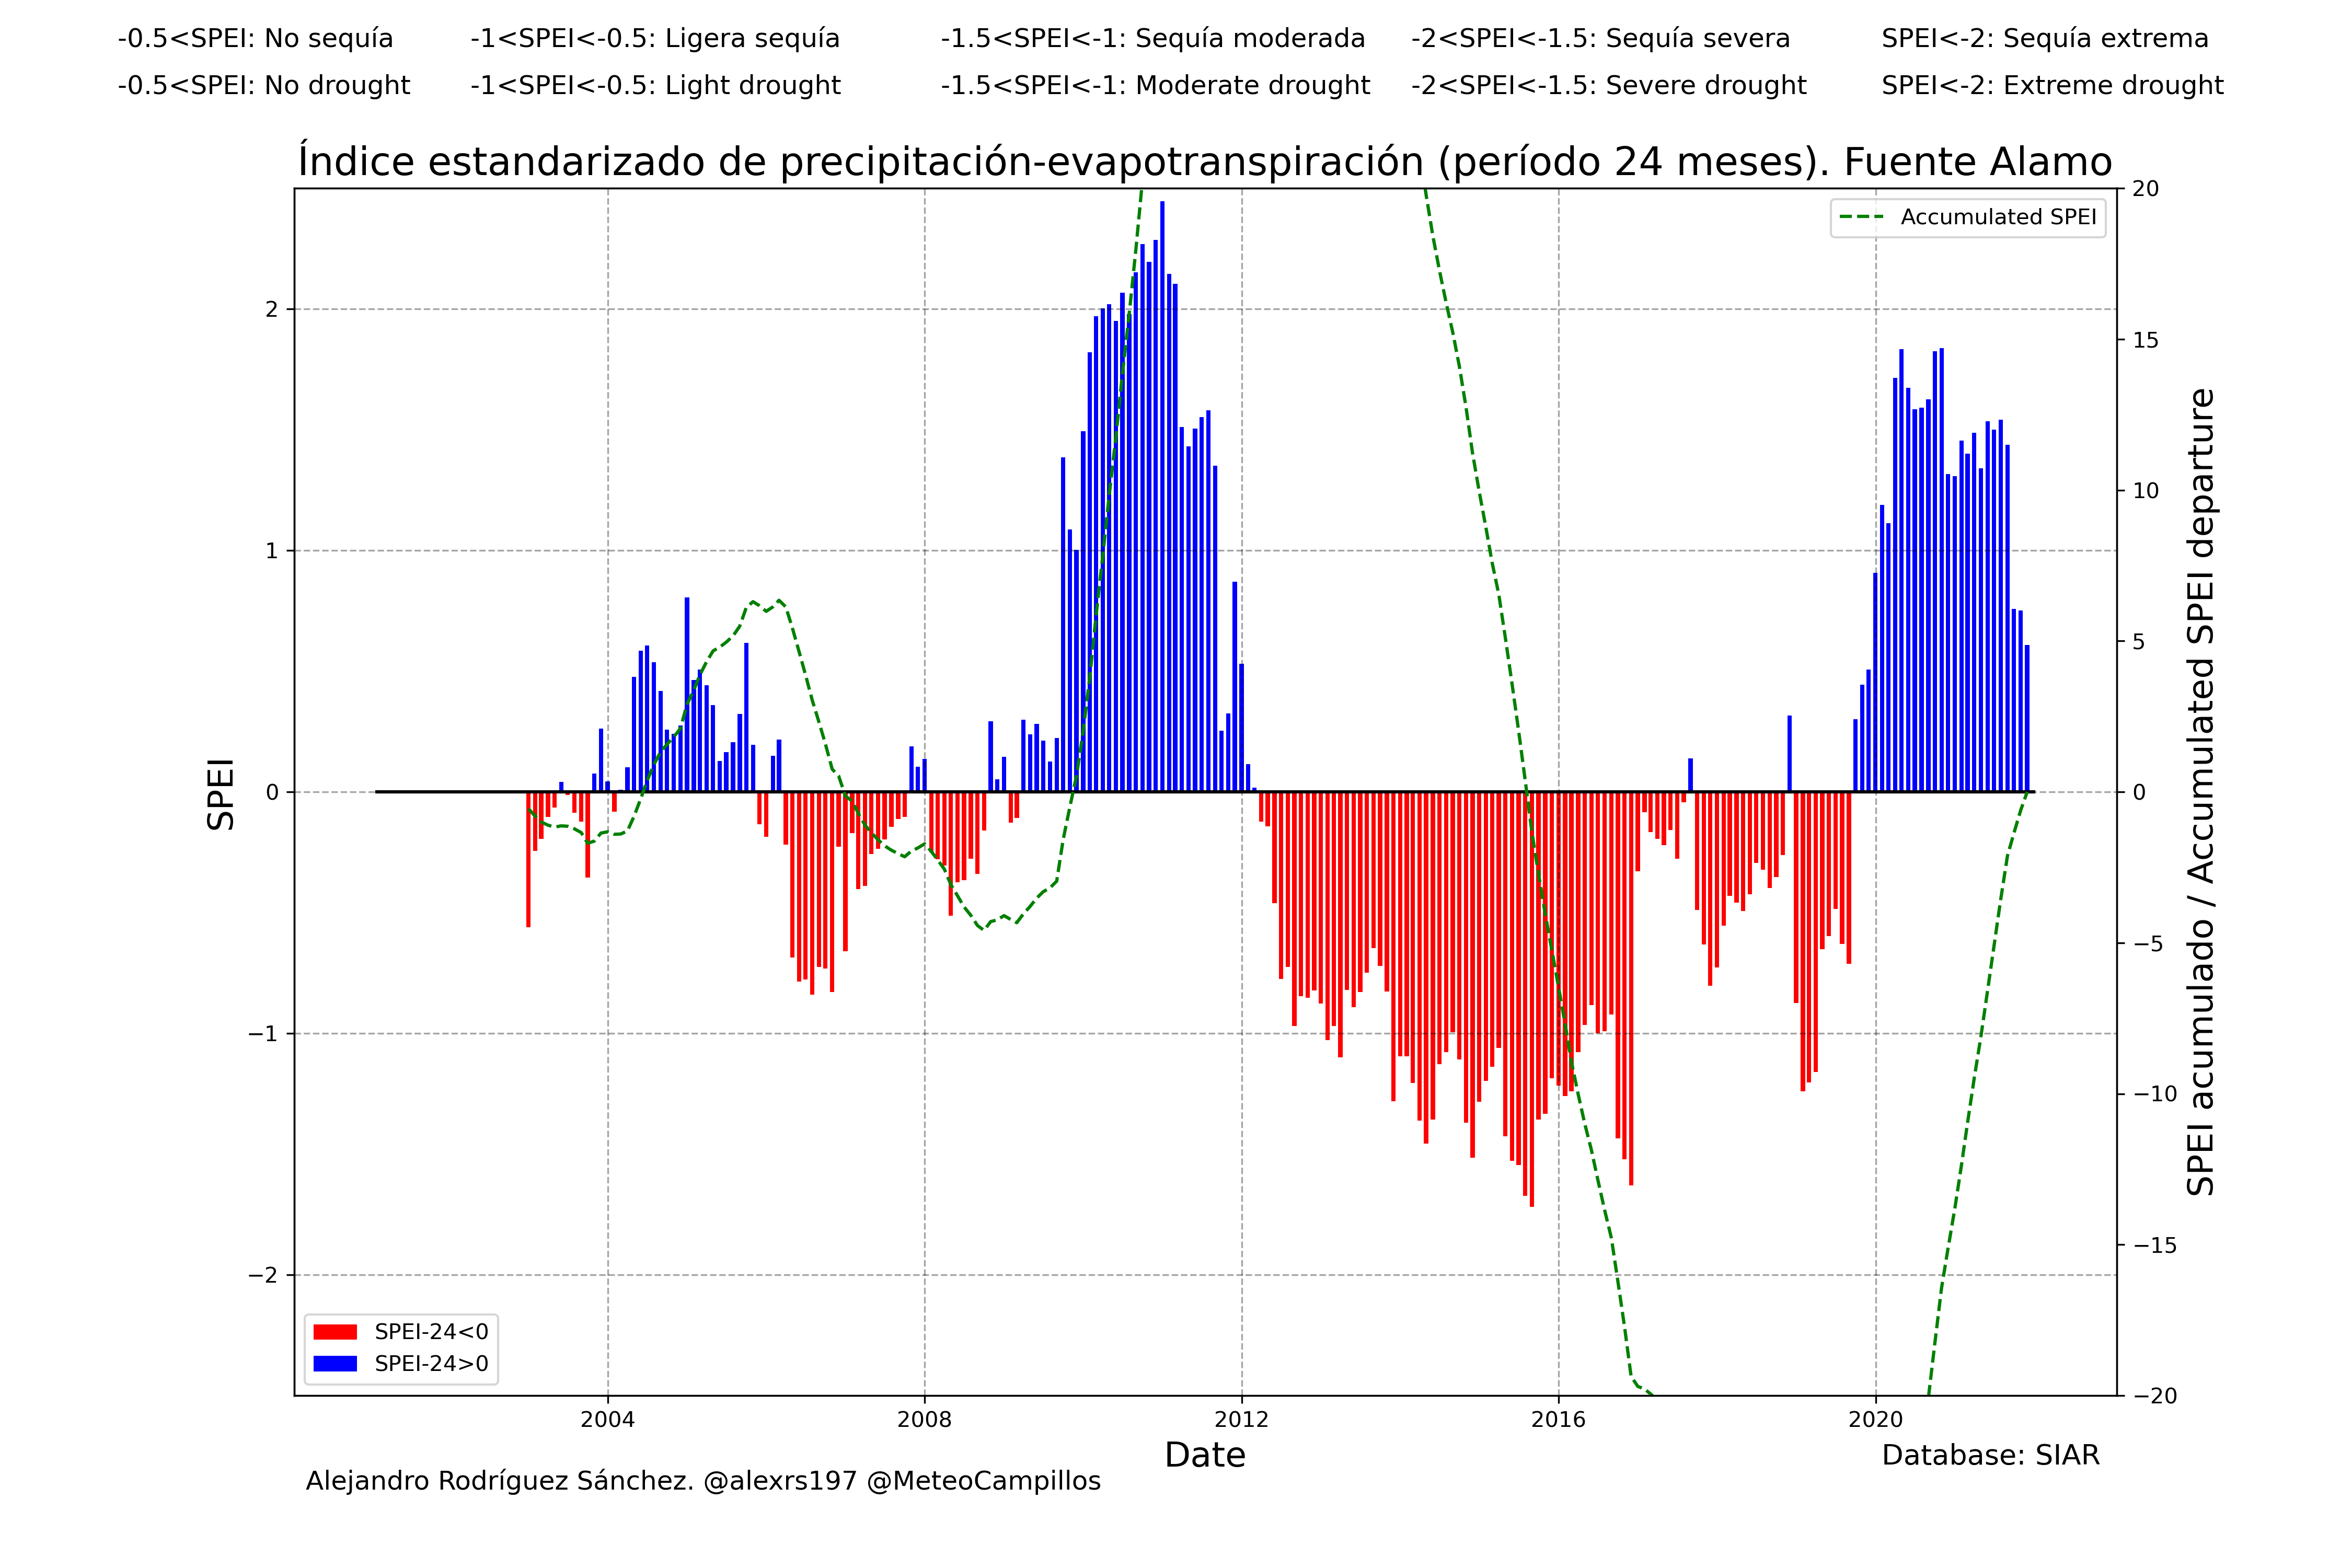 -0.5<SPEI: No sequía -1<SPEI<-0.5: Ligera sequía -1.5<SPEI<-1: Sequía moderada -2<SPEI<-1.5: Sequía severa SPEI<-2: Sequía extrema
-0.5<SPEI: No drought -1<SPEI<-0.5: Light drought -1.5<SPEI<-1: Moderate drought -2<SPEI<-1.5: Severe drought SPEI<-2: Extreme drought
Índice estandarizado de precipitación-evapotranspiración (período 24 meses). Fuente Alamo
Accumulated SPEI
SPEI
2
1
0
−1
−2
20
15
10
5
0
−5
−10
−15
−20
SPEI acumulado / Accumulated SPEI departure
SPEI-24<0
SPEI-24>0
2004 2008 2012 2016 2020
Date
Database: SIAR
Alejandro Rodríguez Sánchez. @alexrs197 @MeteoCampillos